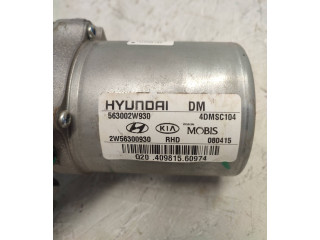 HYUNDAI DM
563002W930 4DMSC104
KIA MOBIS
2W56300930 RHD 080415
020 .409815.60974